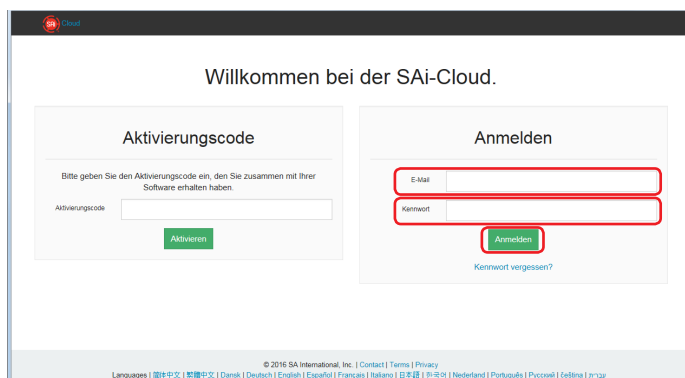 SAi Cloud
Willkommen bei der SAi-Cloud.
Aktivierungscode
Bitte geben Sie den Aktivierungscode ein, den Sie zusammen mit Ihrer
Software erhalten haben.
Aktivierungscode
Aktivieren
Anmelden
E-Mail
Kennwort
Anmelden
Kennwort vergessen?
© 2016 SA International, Inc. | Contact | Terms | Privacy
Languages | 简体中文 | 繁體中文 | Dansk | Deutsch | English | Español | Français | Italiano | 日本語 | 한국어 | Nederland | Português | Русский | čeština | עברית